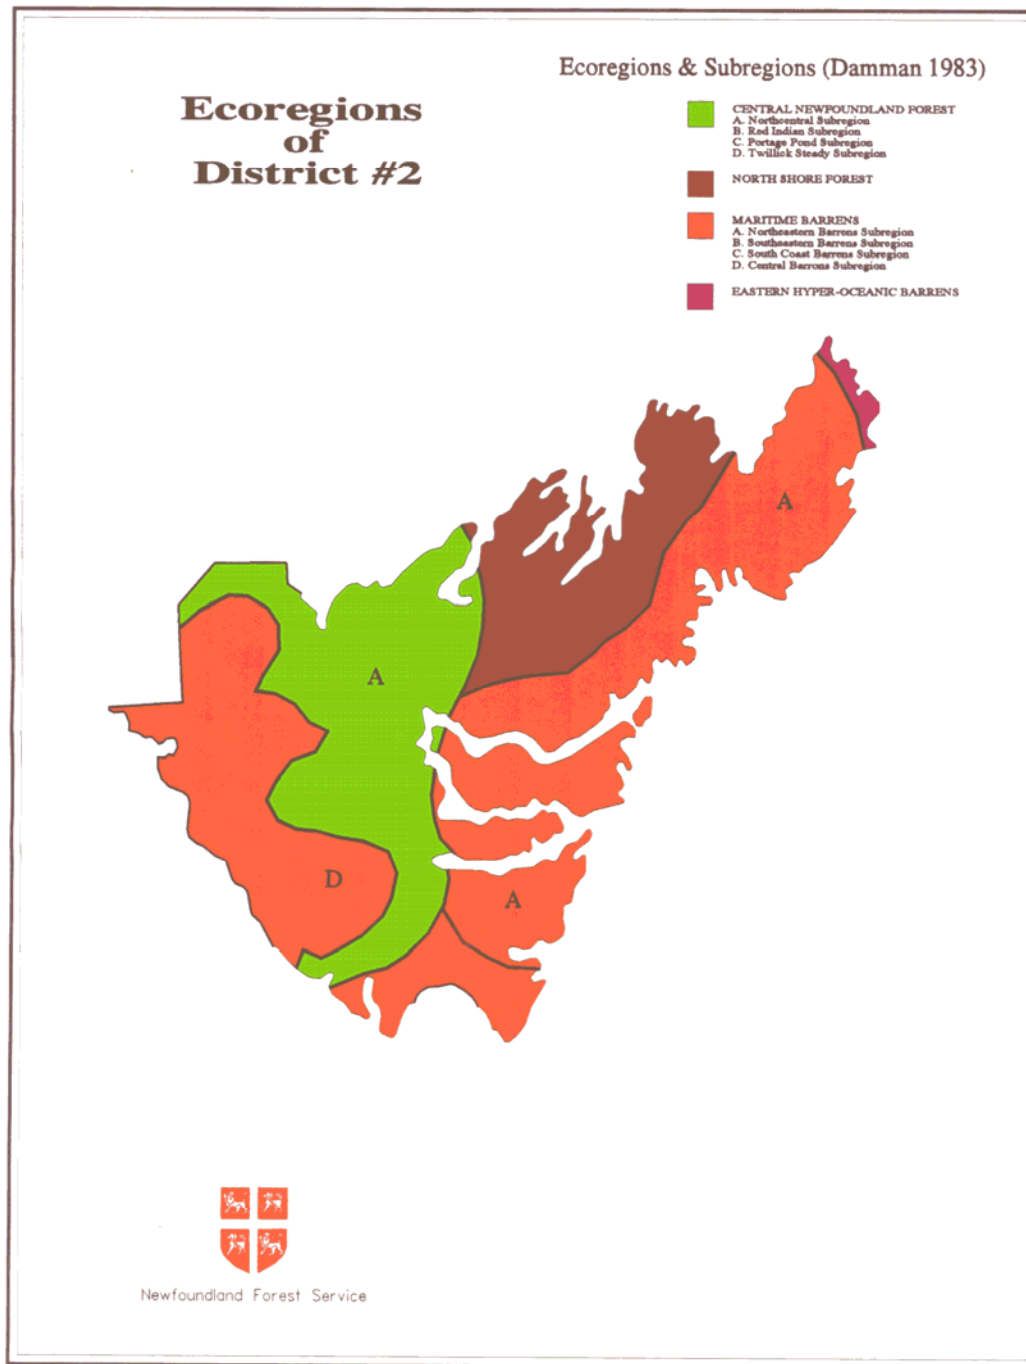 Ecoregions & Subregions (Damman 1983)
Ecoregions
of
District #2
CENTRAL NEWFOUNDLAND FOREST
A. Northcentral Subregion
B. Red Indian Subregion
C. Portage Pond Subregion
D. Twillick Steady Subregion
NORTH SHORE FOREST
MARITIME BARRENS
A. Northeastern Barrens Subregion
B. Southeastern Barrens Subregion
C. South Coast Barrens Subregion
D. Central Barrens Subregion
EASTERN HYPER-OCEANIC BARRENS
A
A
D
A
Newfoundland Forest Service